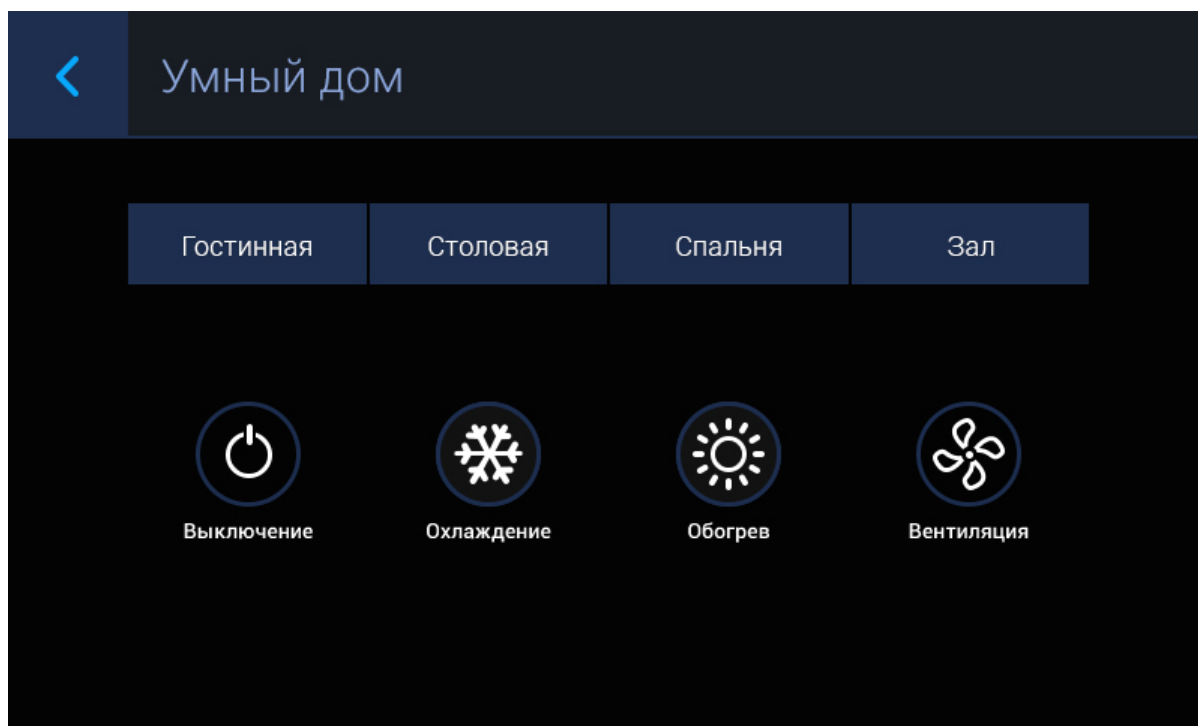 Умный дом
Гостинная Столовая Спальня Зал
Выключение Охлаждение Обогрев Вентиляция